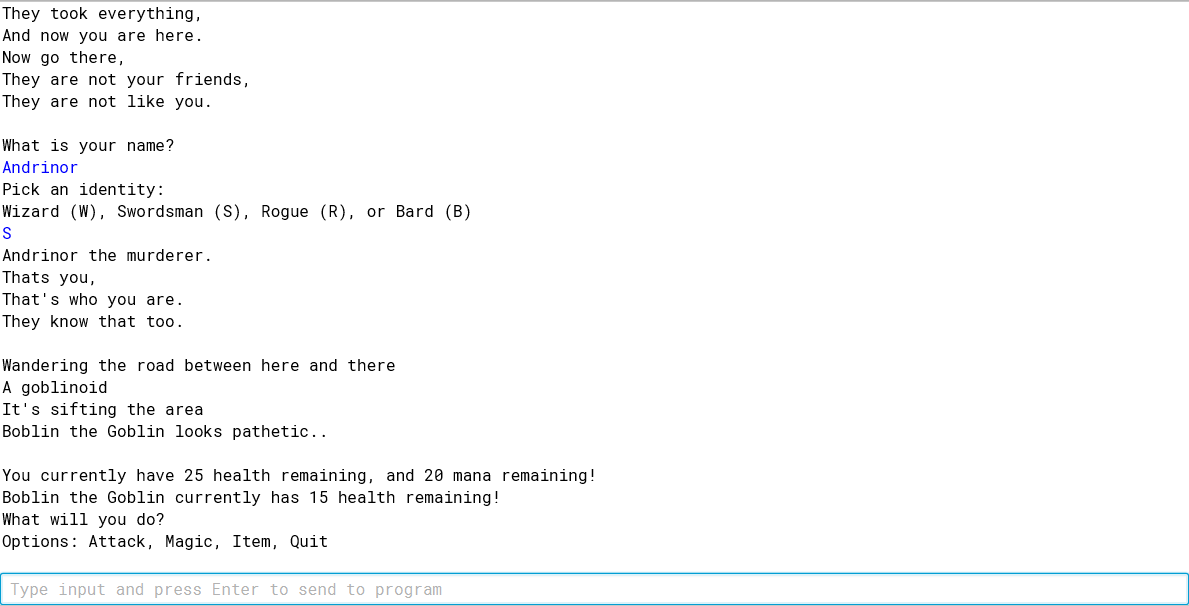 They took everything,
And now you are here.
Now go there,
They are not your friends,
They are not like you.
What is your name?
Andrinor
Pick an identity:
Wizard (W), Swordsman (S), Rogue (R), or Bard (B)
S
Andrinor the murderer.
Thats you,
That's who you are.
They know that too.
Wandering the road between here and there
A goblinoid
It's sifting the area
Boblin the Goblin looks pathetic..
You currently have 25 health remaining, and 20 mana remaining!
Boblin the Goblin currently has 15 health remaining!
What will you do?
Options: Attack, Magic, Item, Quit
Type input and press Enter to send to program